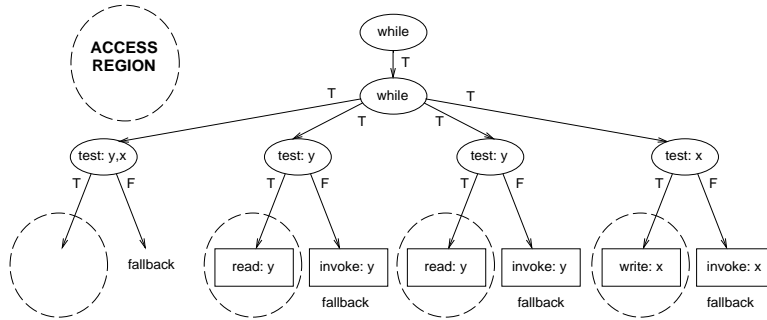 while
ACCESS
REGION
T
while
T T T T
test: y,x test: y test: y test: x
T F T F T F T F
fallback read: y invoke: y read: y invoke: y write: x invoke: x
fallback fallback fallback